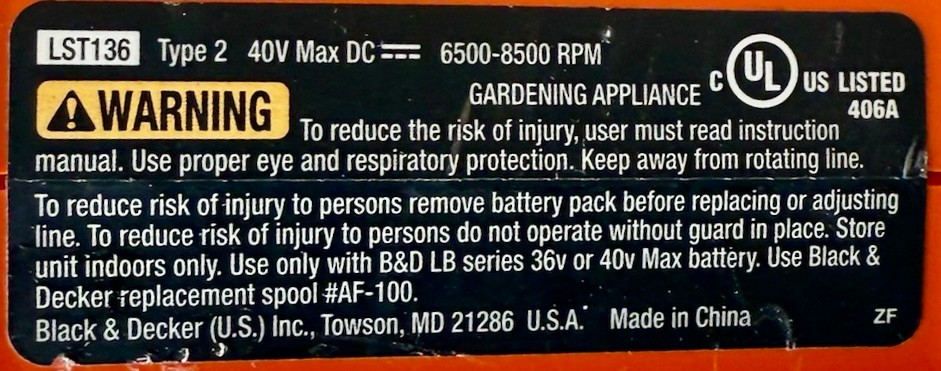 LST136 Type 2 40V Max DC 6500-8500 RPM
GARDENING APPLIANCE C UL US LISTED
406A
WARNING To reduce the risk of injury, user must read instruction
manual. Use proper eye and respiratory protection. Keep away from rotating line.
To reduce risk of injury to persons remove battery pack before replacing or adjusting
line. To reduce risk of injury to persons do not operate without guard in place. Store
unit indoors only. Use only with B&D LB series 36v or 40v Max battery. Use Black &
Decker replacement spool #AF-100.
Black & Decker (U.S.) Inc., Towson, MD 21286 U.S.A. Made in China ZF